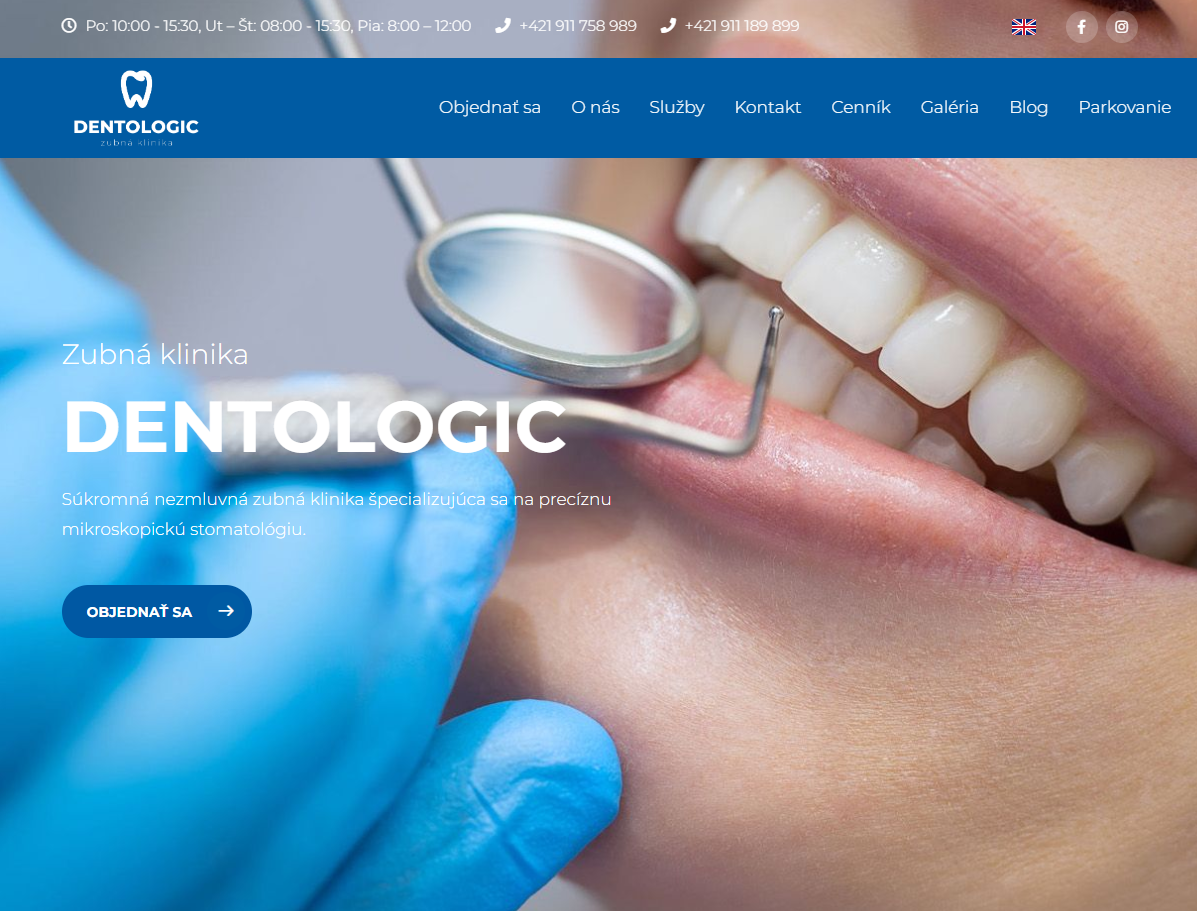 Po: 10:00 - 15:30, Ut – Št: 08:00 - 15:30, Pia: 8:00 – 12:00 +421 911 758 989 +421 911 189 899
DENTOLOGIC
zubná klinika
Objednať sa O nás Služby Kontakt Cenník Galéria Blog Parkovanie
Zubná klinika
DENTOLOGIC
Súkromná nezmluvná zubná klinika špecializujúca sa na precíznu
mikroskopickú stomatológiu.
OBJEDNAŤ SA